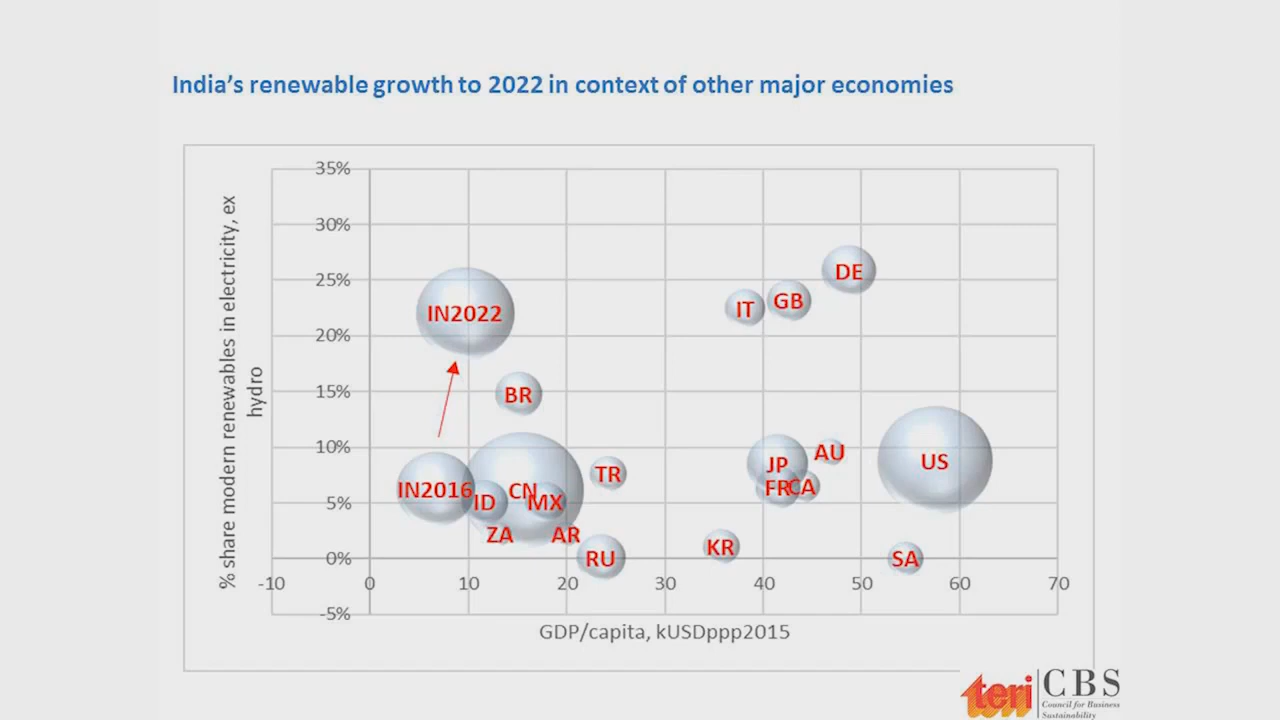 India's renewable growth to 2022 in context of other major economies
% share modern renewables in electricity, ex
hydro
35%
30%
25%
20%
15%
10%
5%
0%
-5%
-10
0
10
20
30
40
50
60
70
GDP/capita, kUSDppp2015
IN2022
BR
IN2016
ID
CN
MX
ZA
AR
TR
RU
IT
GB
DE
JP
FR
CA
AU
US
KR
SA
teri
CBS
Council for Business
Sustainability